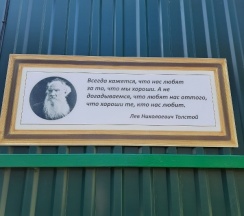 Всегда кажется, что нас любят
за то, что мы хороши. А не
догадываемся, что любят нас оттого,
что хороши те, кто нас любит.
Лев Николаевич Толстой